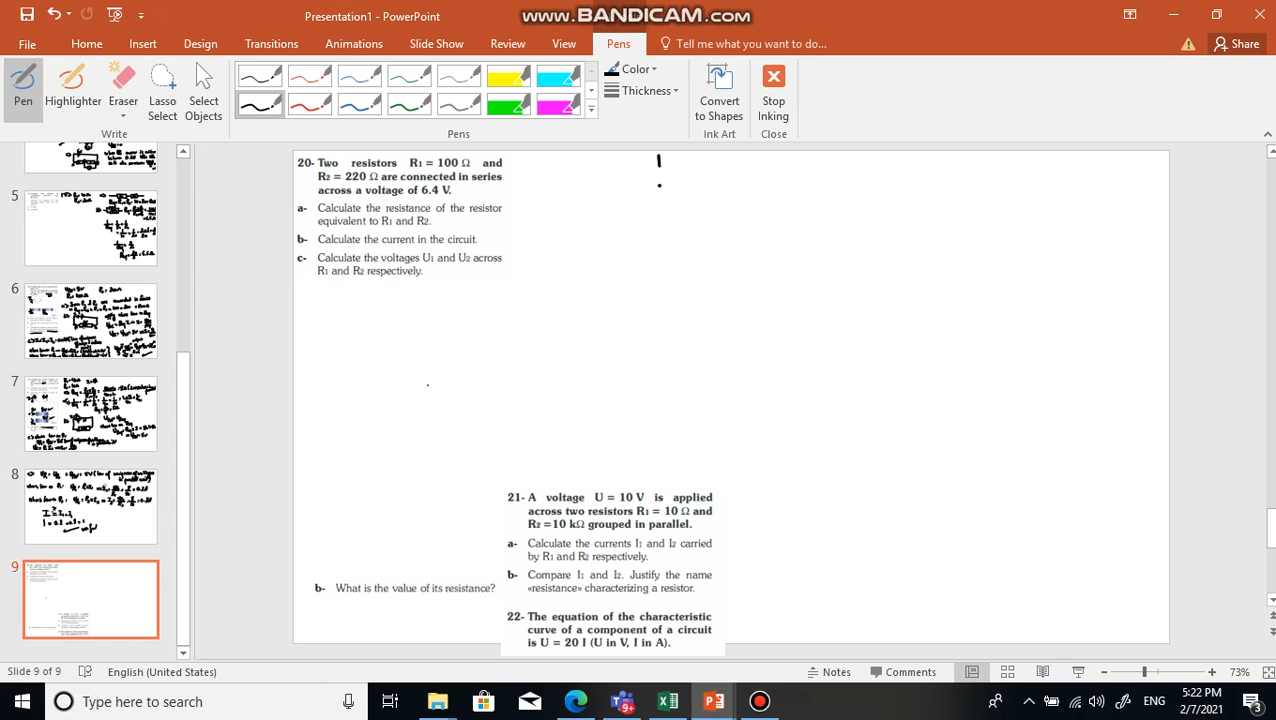 Presentation1 - PowerPoint
www.BANDICAM.com
File
Home
Insert
Design
Transitions
Animations
Slide Show
Review
View
Pens
Tell me what you want to do...
Share
Pen
Highlighter
Eraser
Lasso
Select
Select
Objects
Color
Thickness
Convert
to Shapes
Stop
Inking
Write
Pens
Ink Art
Close
5
6
7
8
9
20- Two resistors R1 = 100 Ω and
R2 = 220 Ω are connected in series
across a voltage of 6.4 V.
a- Calculate the resistance of the resistor
equivalent to R1 and R2.
b- Calculate the current in the circuit.
c- Calculate the voltages U1 and U2 across
R1 and R2 respectively.
21- A voltage U = 10 V is applied
across two resistors R1 = 10 Ω and
R2 =10 kΩ grouped in parallel.
a- Calculate the currents I1 and I2 carried
by R1 and R2 respectively.
b- Compare I1 and I2. Justify the name
«resistance» characterizing a resistor.
22- The equation of the characteristic
curve of a component of a circuit
is U = 20 I (U in V, I in A).
b- What is the value of its resistance?
Slide 9 of 9
English (United States)
Notes
Comments
73%
Type here to search
9+
ENG
5:22 PM
2/7/2021
3